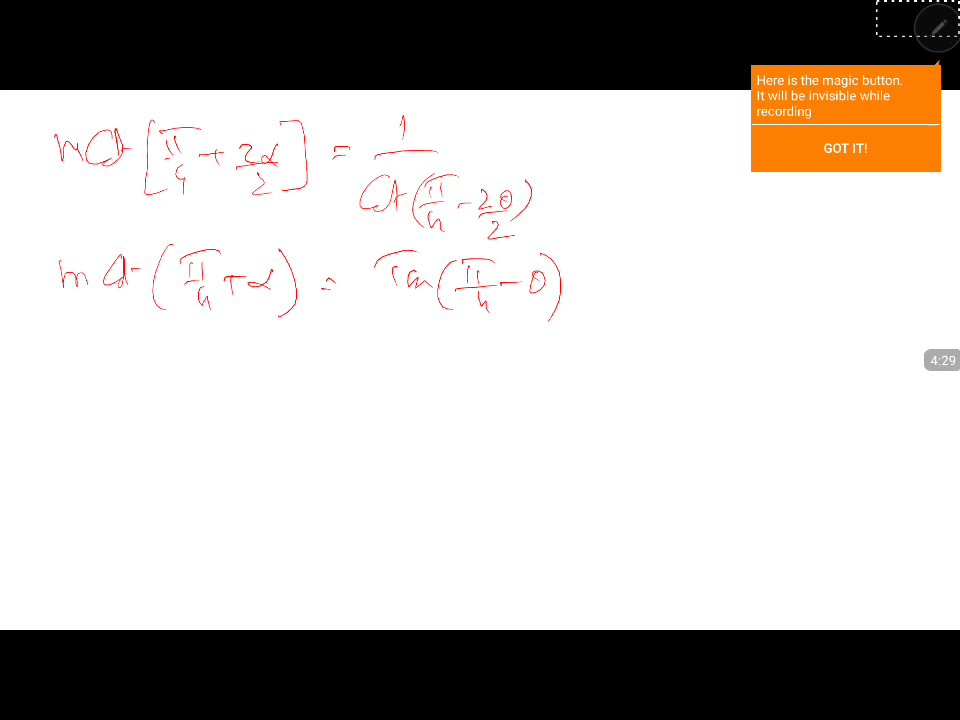 Here is the magic button.
It will be invisible while
recording
GOT IT!
m Cot [π/4 + 2α/2] = 1/Cot(π/4 - 2θ/2)
m Cot (π/4 + α) = Tan (π/4 - θ)
4:29